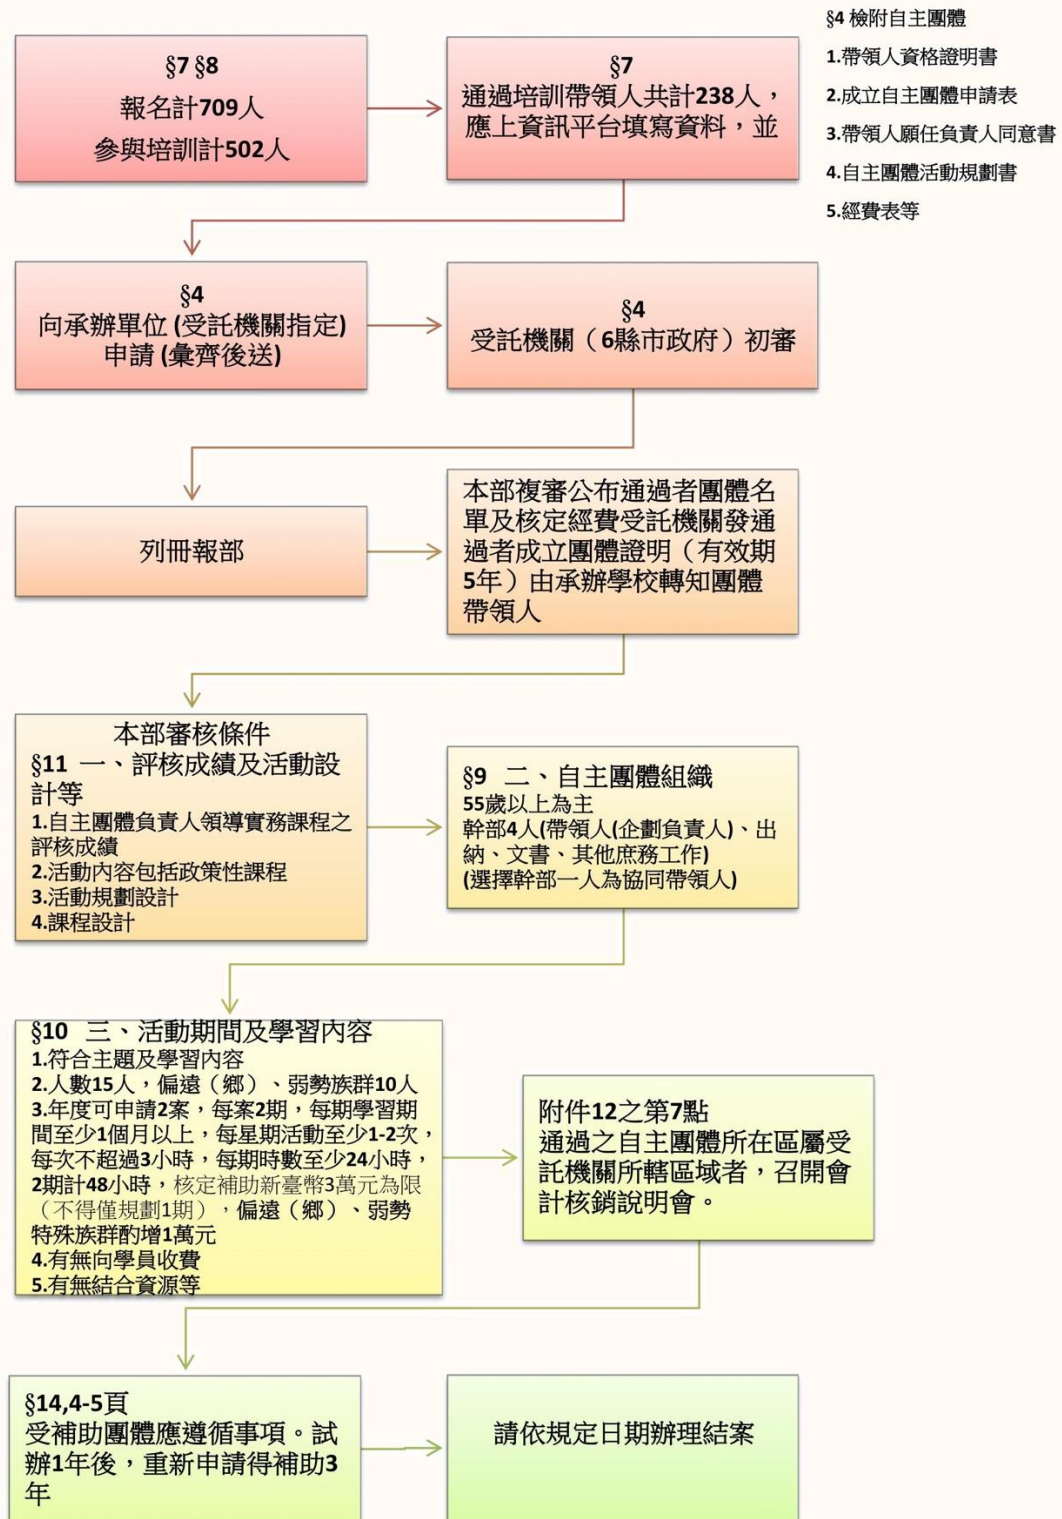 §7 §8
報名計709人
參與培訓計502人
§7
通過培訓帶領人共計238人，
應上資訊平台填寫資料，並
§4 檢附自主團體
1.帶領人資格證明書
2.成立自主團體申請表
3.帶領人願任負責人同意書
4.自主團體活動規劃書
5.經費表等
§4
向承辦單位 (受託機關指定)
申請 (彙齊後送)
§4
受託機關（6縣市政府）初審
列冊報部
本部複審公布通過者團體名
單及核定經費受託機關發通
過者成立團體證明（有效期
5年）由承辦學校轉知團體
帶領人
本部審核條件
§11 一、評核成績及活動設
計等
1.自主團體負責人領導實務課程之
評核成績
2.活動內容包括政策性課程
3.活動規劃設計
4.課程設計
§9 二、自主團體組織
55歲以上為主
幹部4人(帶領人(企劃負責人)、出
納、文書、其他庶務工作)
(選擇幹部一人為協同帶領人)
§10 三、活動期間及學習內容
1.符合主題及學習內容
2.人數15人，偏遠（鄉）、弱勢族群10人
3.年度可申請2案，每案2期，每期學習期
間至少1個月以上，每星期活動至少1-2次，
每次不超過3小時，每期時數至少24小時，
2期計48小時，核定補助新臺幣3萬元為限
（不得僅規劃1期），偏遠（鄉）、弱勢
特殊族群酌增1萬元
4.有無向學員收費
5.有無結合資源等
附件12之第7點
通過之自主團體所在區屬受
託機關所轄區域者，召開會
計核銷說明會。
§14,4-5頁
受補助團體應遵循事項。試
辦1年後，重新申請得補助3
年
請依規定日期辦理結案